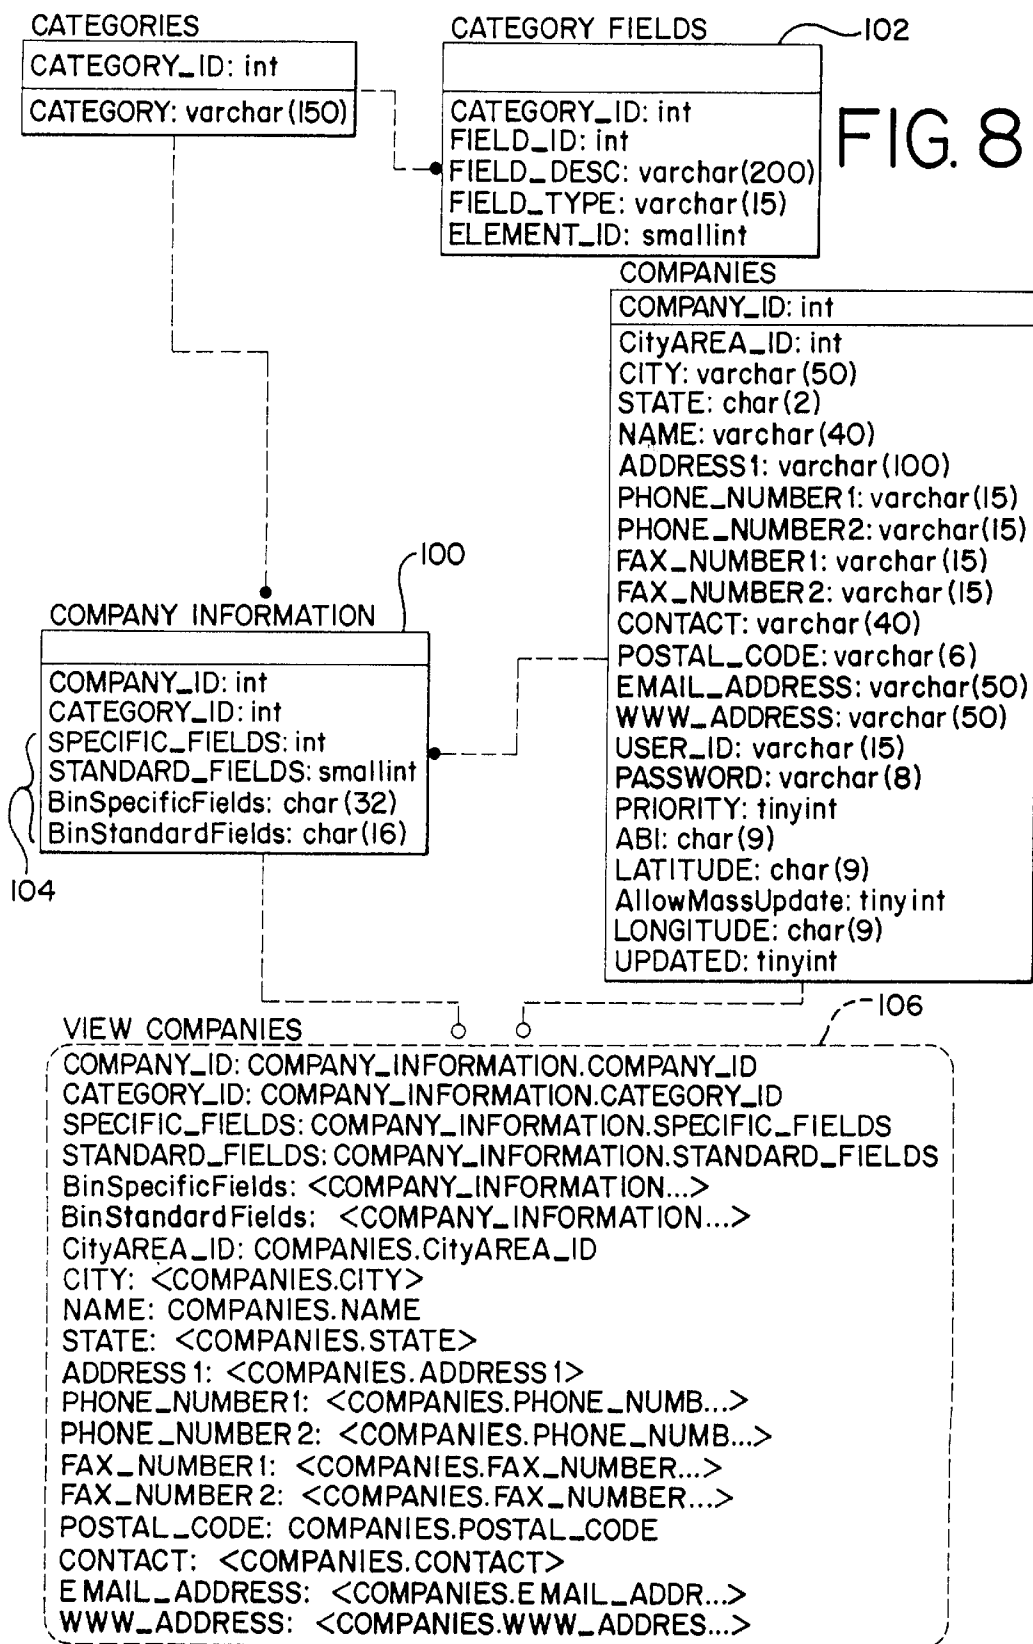 CATEGORIES
CATEGORY_ID: int
CATEGORY: varchar(150)
CATEGORY FIELDS
102
CATEGORY_ID: int
FIELD_ID: int
FIELD_DESC: varchar(200)
FIELD_TYPE: varchar(15)
ELEMENT_ID: smallint
FIG. 8
COMPANIES
COMPANY_ID: int
CityAREA_ID: int
CITY: varchar(50)
STATE: char(2)
NAME: varchar(40)
ADDRESS1: varchar(100)
PHONE_NUMBER1: varchar(15)
PHONE_NUMBER2: varchar(15)
FAX_NUMBER1: varchar(15)
FAX_NUMBER2: varchar(15)
CONTACT: varchar(40)
POSTAL_CODE: varchar(6)
EMAIL_ADDRESS: varchar(50)
WWW_ADDRESS: varchar(50)
USER_ID: varchar(15)
PASSWORD: varchar(8)
PRIORITY: tinyint
ABI: char(9)
LATITUDE: char(9)
AllowMassUpdate: tinyint
LONGITUDE: char(9)
UPDATED: tinyint
100
COMPANY INFORMATION
COMPANY_ID: int
CATEGORY_ID: int
SPECIFIC_FIELDS: int
STANDARD_FIELDS: smallint
BinSpecificFields: char(32)
BinStandardFields: char(16)
104
106
VIEW COMPANIES
COMPANY_ID: COMPANY_INFORMATION.COMPANY_ID
CATEGORY_ID: COMPANY_INFORMATION.CATEGORY_ID
SPECIFIC_FIELDS: COMPANY_INFORMATION.SPECIFIC_FIELDS
STANDARD_FIELDS: COMPANY_INFORMATION.STANDARD_FIELDS
BinSpecificFields: <COMPANY_INFORMATION...>
BinStandardFields: <COMPANY_INFORMATION...>
CityAREA_ID: COMPANIES.CityAREA_ID
CITY: <COMPANIES.CITY>
NAME: COMPANIES.NAME
STATE: <COMPANIES.STATE>
ADDRESS1: <COMPANIES.ADDRESS1>
PHONE_NUMBER1: <COMPANIES.PHONE_NUMB...>
PHONE_NUMBER2: <COMPANIES.PHONE_NUMB...>
FAX_NUMBER1: <COMPANIES.FAX_NUMBER...>
FAX_NUMBER2: <COMPANIES.FAX_NUMBER...>
POSTAL_CODE: COMPANIES.POSTAL_CODE
CONTACT: <COMPANIES.CONTACT>
EMAIL_ADDRESS: <COMPANIES.EMAIL_ADDR...>
WWW_ADDRESS: <COMPANIES.WWW_ADDRES...>